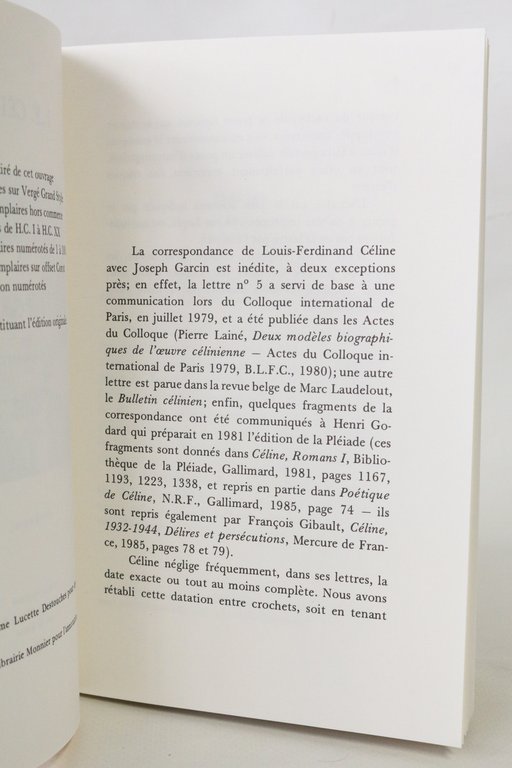 iré de cet ouvrage
es sur Vergé Grand Style
mplaires hors commerce
s de H.C. I à H.C. XX
aires numérotés de 1 à
mplaires sur offset
on numérotés
tituant l'édition originale
me Lucette Destouches pour
brairie Monnier pour
La correspondance de Louis-Ferdinand Céline
avec Joseph Garcin est inédite, à deux exceptions
près; en effet, la lettre nº 5 a servi de base à une
communication lors du Colloque international de
Paris, en juillet 1979, et a été publiée dans les Actes
du Colloque (Pierre Lainé, Deux modèles biographi-
ques de l'œuvre célinienne — Actes du Colloque in-
ternational de Paris 1979, B.L.F.C., 1980); une autre
lettre est parue dans la revue belge de Marc Laudelout,
le Bulletin célinien; enfin, quelques fragments de la
correspondance ont été communiqués à Henri Go-
dard qui préparait en 1981 l'édition de la Pléiade (ces
fragments sont donnés dans Céline, Romans I, Biblio-
thèque de la Pléiade, Gallimard, 1981, pages 1167,
1193, 1223, 1338, et repris en partie dans Poétique
de Céline, N.R.F., Gallimard, 1985, page 74 — ils
sont repris également par François Gibault, Céline,
1932-1944, Délires et persécutions, Mercure de Fran-
ce, 1985, pages 78 et 79).
Céline néglige fréquemment, dans ses lettres, la
date exacte ou tout au moins complète. Nous avons
rétabli cette datation entre crochets, soit en tenant